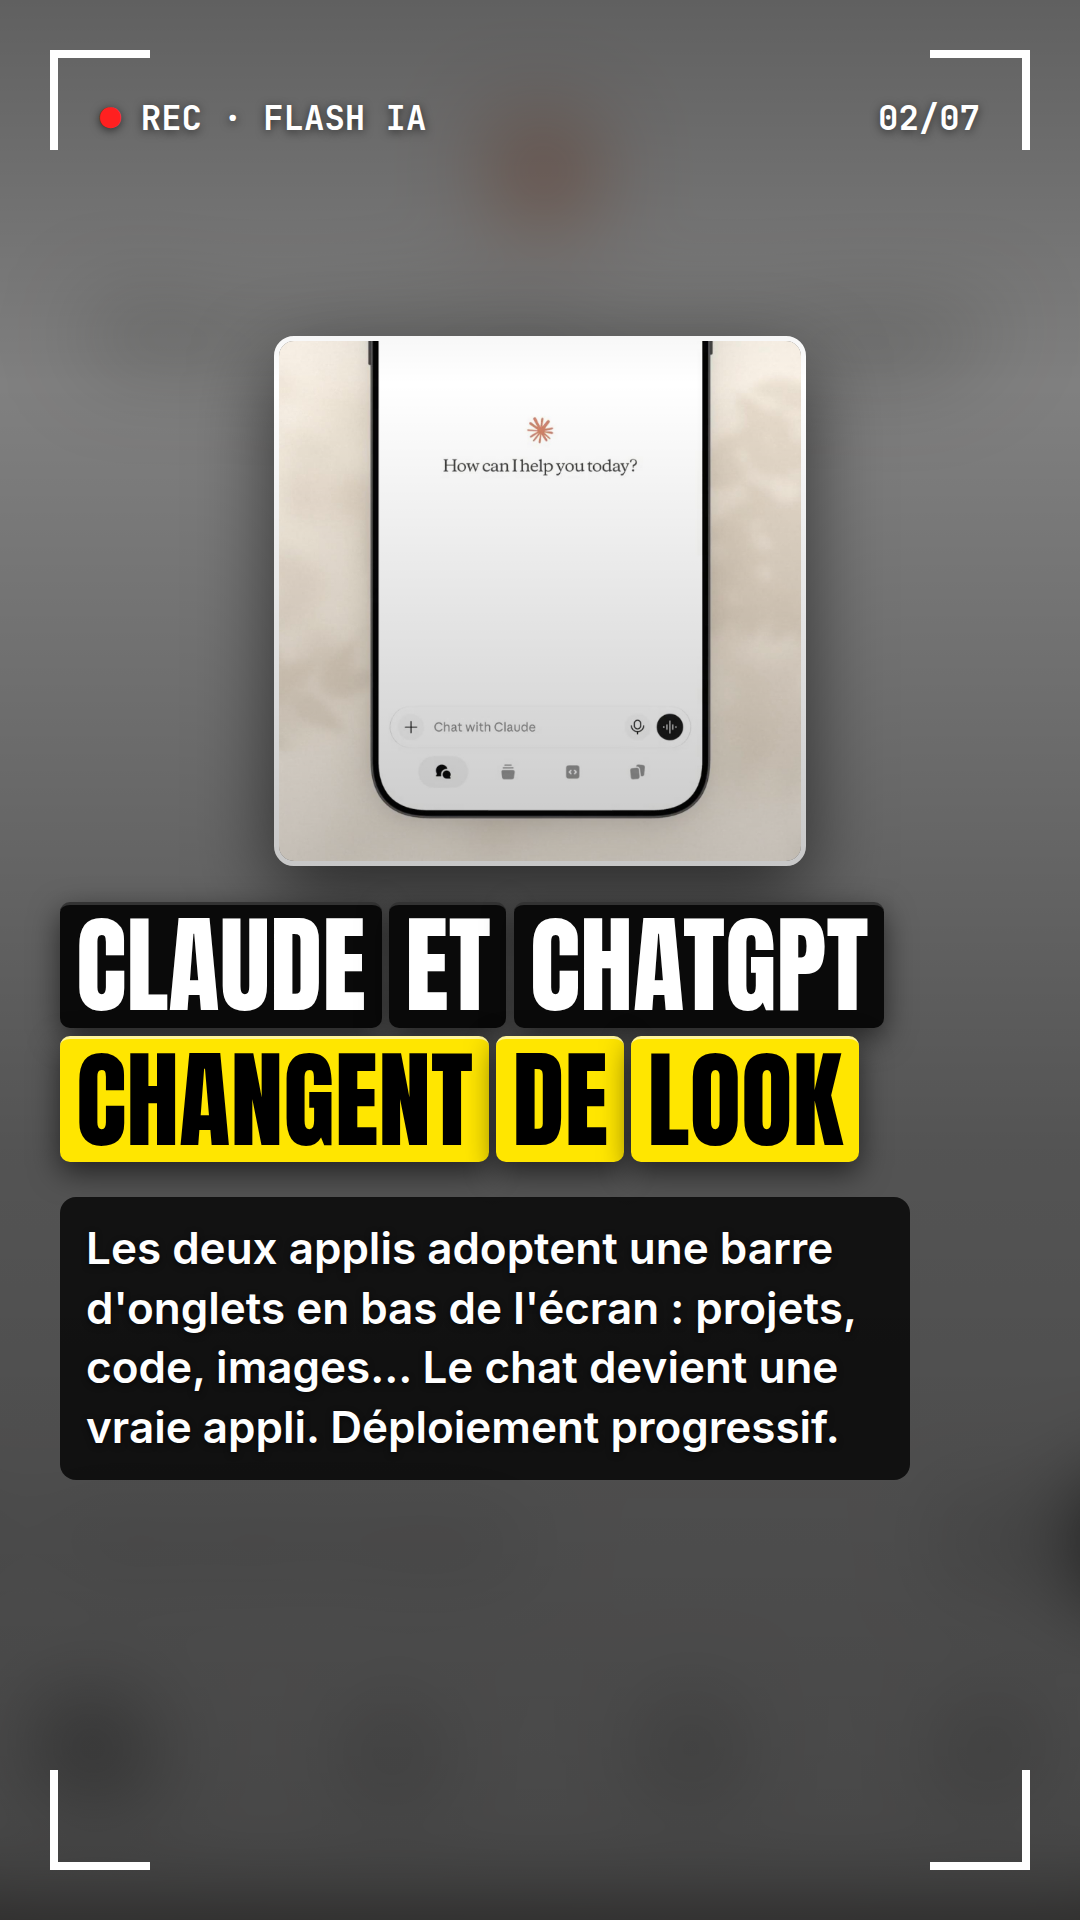 REC · FLASH IA
02/07
How can I help you today?
Chat with Claude
CLAUDE ET CHATGPT
CHANGENT DE LOOK
Les deux applis adoptent une barre
d'onglets en bas de l'écran : projets,
code, images... Le chat devient une
vraie appli. Déploiement progressif.